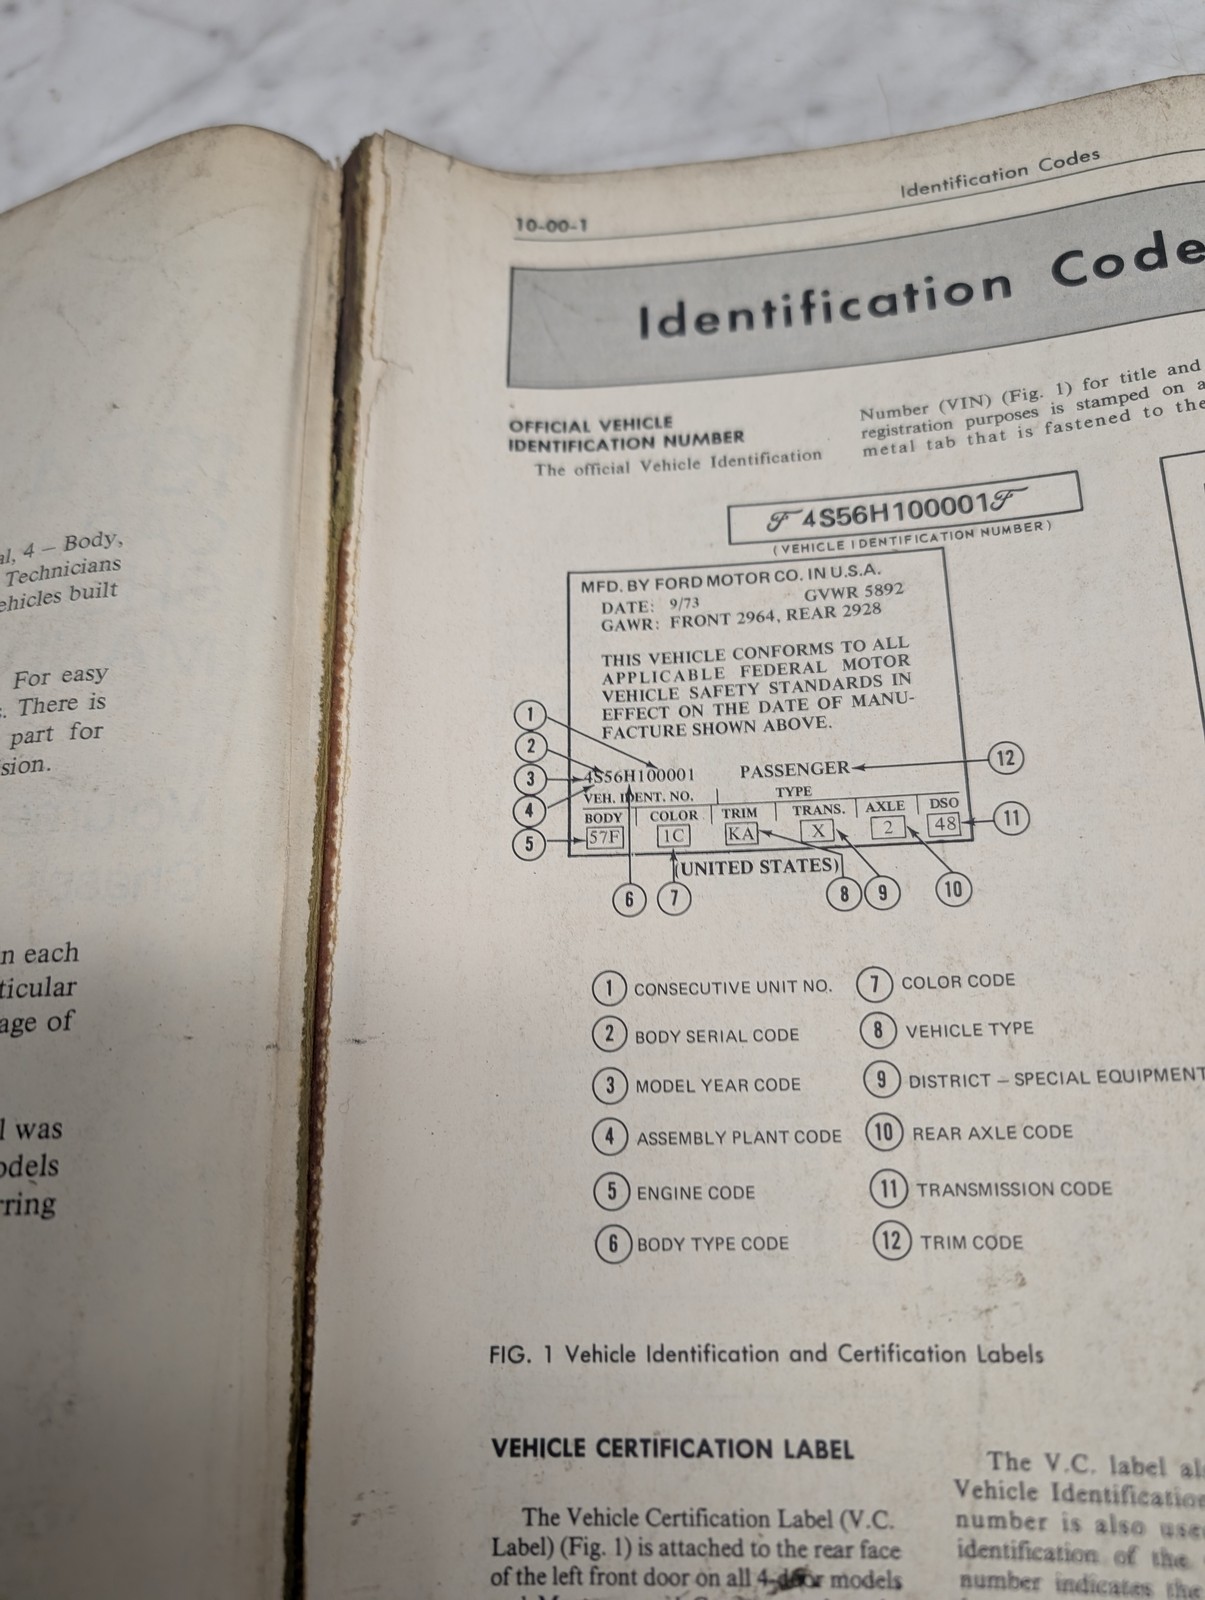 al, 4 – Body,
Technicians
ehicles built
For easy
s. There is
part for
sion.
n each
ticular
age of
l was
odels
rring
10-00-1
Identification Codes
Identification Code
OFFICIAL VEHICLE
IDENTIFICATION NUMBER
The official Vehicle Identification
Number (VIN) (Fig. 1) for title and
registration purposes is stamped on a
metal tab that is fastened to the
F 4S56H100001 F
(VEHICLE IDENTIFICATION NUMBER)
MFD. BY FORD MOTOR CO. IN U.S.A.
DATE: 9/73 GVWR 5892
GAWR: FRONT 2964, REAR 2928
THIS VEHICLE CONFORMS TO ALL
APPLICABLE FEDERAL MOTOR
VEHICLE SAFETY STANDARDS IN
EFFECT ON THE DATE OF MANU-
FACTURE SHOWN ABOVE.
1
2
3 4S56H100001 PASSENGER 12
4 VEH. IDENT. NO. TYPE
BODY COLOR TRIM TRANS. AXLE DSO
5 57F 1C KA X 2 48 11
(UNITED STATES)
6 7 8 9 10
1 CONSECUTIVE UNIT NO. 7 COLOR CODE
2 BODY SERIAL CODE 8 VEHICLE TYPE
3 MODEL YEAR CODE 9 DISTRICT – SPECIAL EQUIPMENT
4 ASSEMBLY PLANT CODE 10 REAR AXLE CODE
5 ENGINE CODE 11 TRANSMISSION CODE
6 BODY TYPE CODE 12 TRIM CODE
FIG. 1 Vehicle Identification and Certification Labels
VEHICLE CERTIFICATION LABEL
The Vehicle Certification Label (V.C.
Label) (Fig. 1) is attached to the rear face
of the left front door on all 4-door models
The V.C. label als
Vehicle Identification
number is also use
identification of the
number indicates the